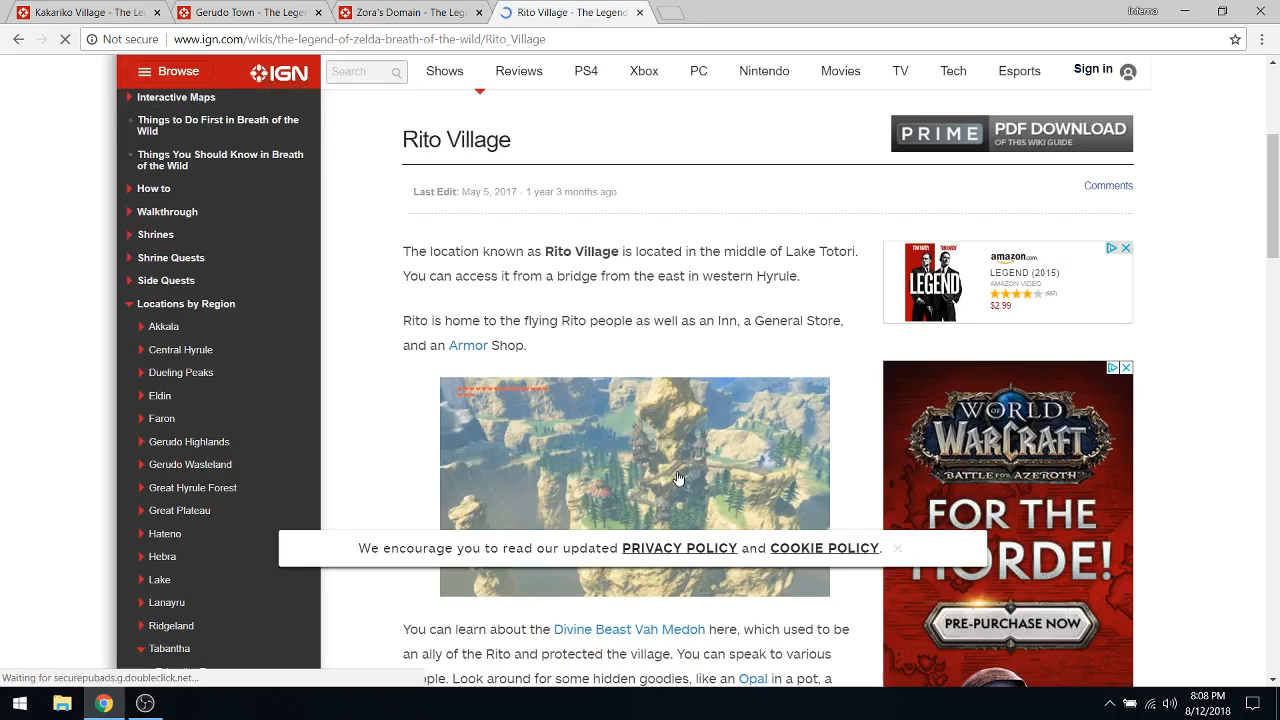 Kakariko Village - Legend
Gerudo Town - The Legend
Zora's Domain - The Legend
Rito Village - The Legend
Inferno
Not secure
www.ign.com/wikis/the-legend-of-zelda-breath-of-the-wild/Rito_Village
Browse
IGN
Search
Shows
Reviews
PS4
Xbox
PC
Nintendo
Movies
TV
Tech
Esports
Sign in
Interactive Maps
Things to Do First in Breath of the
Wild
Things You Should Know in Breath
of the Wild
How to
Walkthrough
Shrines
Shrine Quests
Side Quests
Locations by Region
Akkala
Central Hyrule
Dueling Peaks
Eldin
Faron
Gerudo Highlands
Gerudo Wasteland
Great Hyrule Forest
Great Plateau
Hateno
Hebra
Lake
Lanayru
Ridgeland
Tabantha
Rito Village
PRIME
PDF DOWNLOAD
OF THIS WIKI GUIDE
Last Edit: May 5, 2017 - 1 year 3 months ago
Comments
The location known as Rito Village is located in the middle of Lake Totori.
You can access it from a bridge from the east in western Hyrule.
Rito is home to the flying Rito people as well as an Inn, a General Store,
and an Armor Shop.
TOM HARDY
TOM HARDY
LEGEND
amazon.com
LEGEND (2015)
AMAZON VIDEO
$2.99
We encourage you to read our updated PRIVACY POLICY and COOKIE POLICY.
WORLD
OF
WARCRAFT
BATTLE FOR AZEROTH
FOR THE
HORDE!
PRE-PURCHASE NOW
You can learn about the Divine Beast Vah Medoh here, which used to be
an ally of the Rito and protected the village. You can speak to various
Look around for some hidden goodies, like an Opal in a pot, a
Waiting for securepubads.g.doubleclick.net...
8:08 PM
8/12/2018